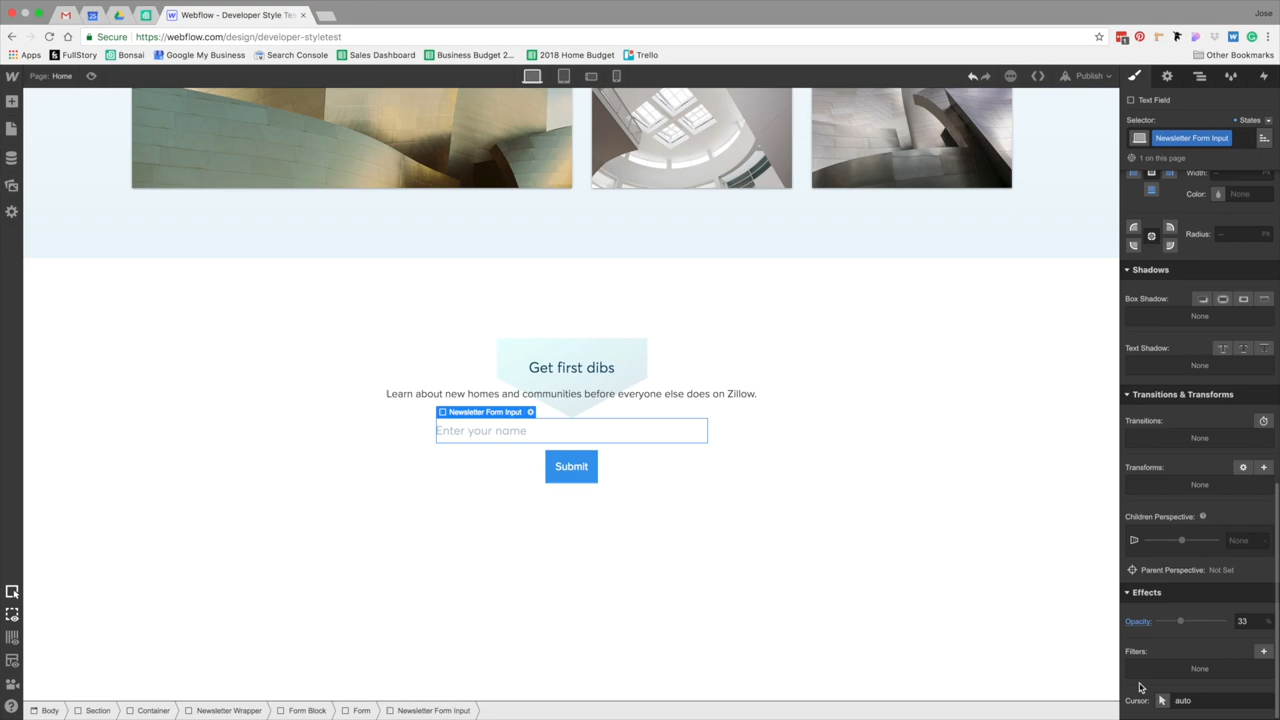 Webflow - Developer Style Te
Jose
Secure
https://webflow.com/design/developer-styletest
Apps
FullStory
Bonsai
Google My Business
Search Console
Sales Dashboard
Business Budget 2...
2018 Home Budget
Trello
Other Bookmarks
Page: Home
Publish
Text Field
Selector:
States
Newsletter Form Input
1 on this page
Width:
PX
Color:
None
Radius:
PX
Shadows
Box Shadow:
None
Text Shadow:
None
Transitions & Transforms
Transitions:
None
Transforms:
None
Children Perspective:
None
Parent Perspective: Not Sel
Effects
Opacity:
33
%
Filters:
None
Cursor:
auto
Get first dibs
Learn about new homes and communities before everyone else does on Zillow.
Newsletter Form Input
Enter your name
Submit
Body
Section
Container
Newsletter Wrapper
Form Block
Form
Newsletter Form Input